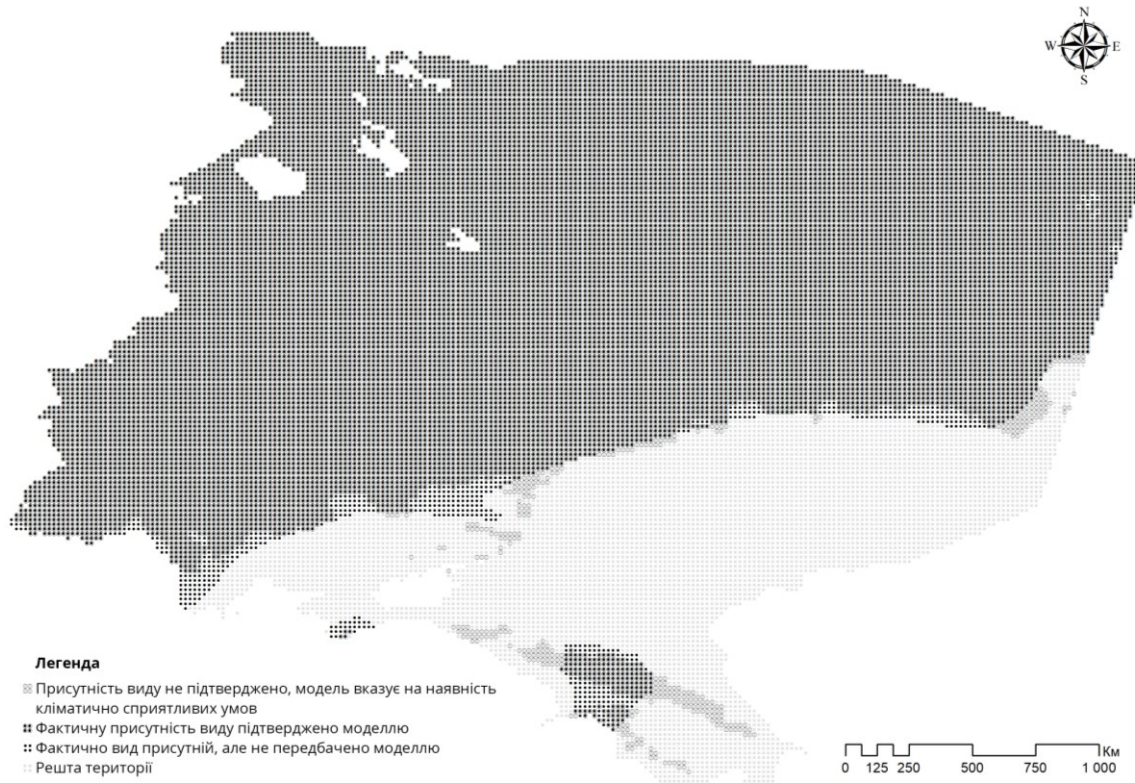 N
W E
S
Легенда
Присутність виду не підтверджено, модель вказує на наявність
кліматично сприятливих умов
Фактичну присутність виду підтверджено моделлю
Фактично вид присутній, але не передбачено моделлю
Решта території
Км
0 125 250 500 750 1 000